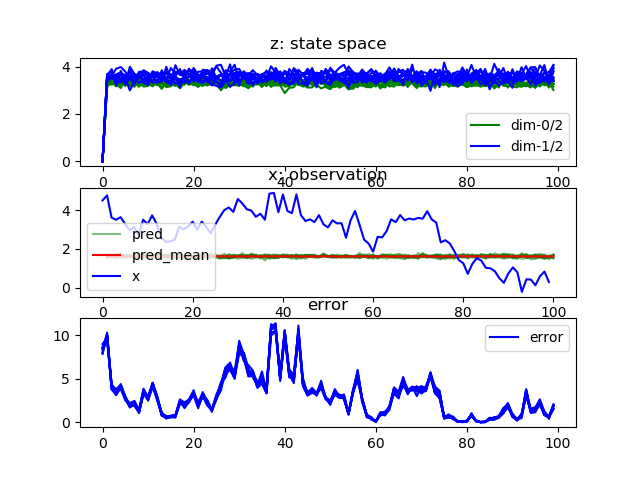 z: state space
4
2
0
dim-0/2
dim-1/2
0 20 40 60 80 100
x: observation
4
2
0
pred
pred_mean
x
0 20 40 60 80 100
error
10
5
0
error
0 20 40 60 80 100